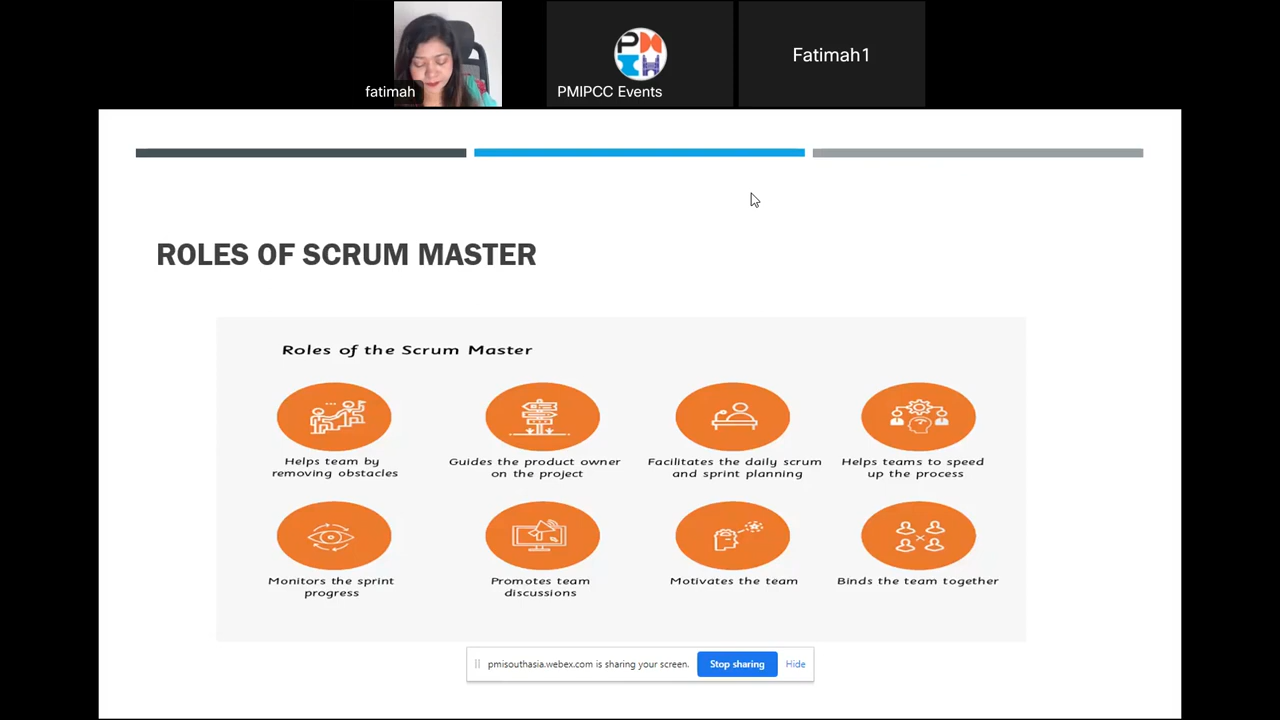 fatimah
PMIPCC Events
Fatimah1
ROLES OF SCRUM MASTER
Roles of the Scrum Master
Helps team by
removing obstacles
Guides the product owner
on the project
Facilitates the daily scrum
and sprint planning
Helps teams to speed
up the process
Monitors the sprint
progress
Promotes team
discussions
Motivates the team
Binds the team together
pmisouthasia.webex.com is sharing your screen.
Stop sharing
Hide